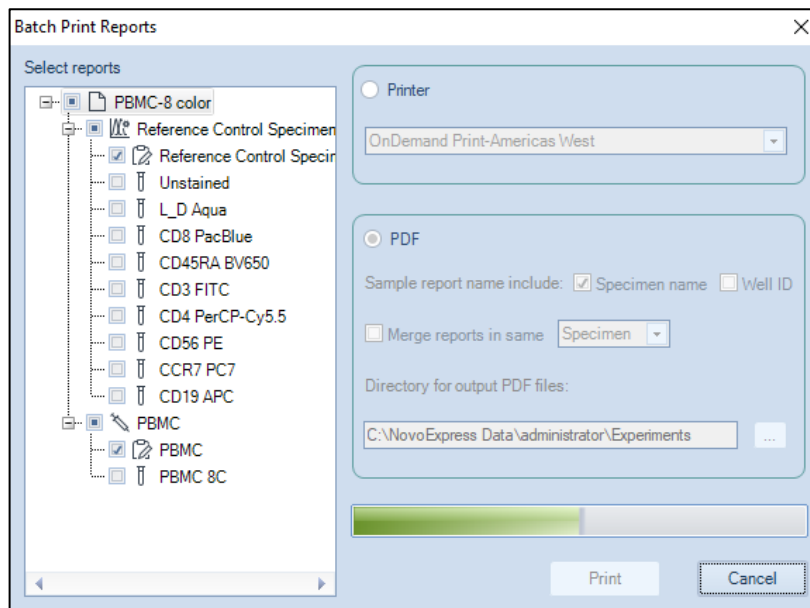 Batch Print Reports
Select reports
PBMC-8 color
Reference Control Specimen
Reference Control Specir
Unstained
L_D Aqua
CD8 PacBlue
CD45RA BV650
CD3 FITC
CD4 PerCP-Cy5.5
CD56 PE
CCR7 PC7
CD19 APC
PBMC
PBMC
PBMC 8C
Printer
OnDemand Print-Americas West
PDF
Sample report name include: Specimen name Well ID
Merge reports in same Specimen
Directory for output PDF files:
C:\NovoExpress Data\administrator\Experiments ...
Print Cancel